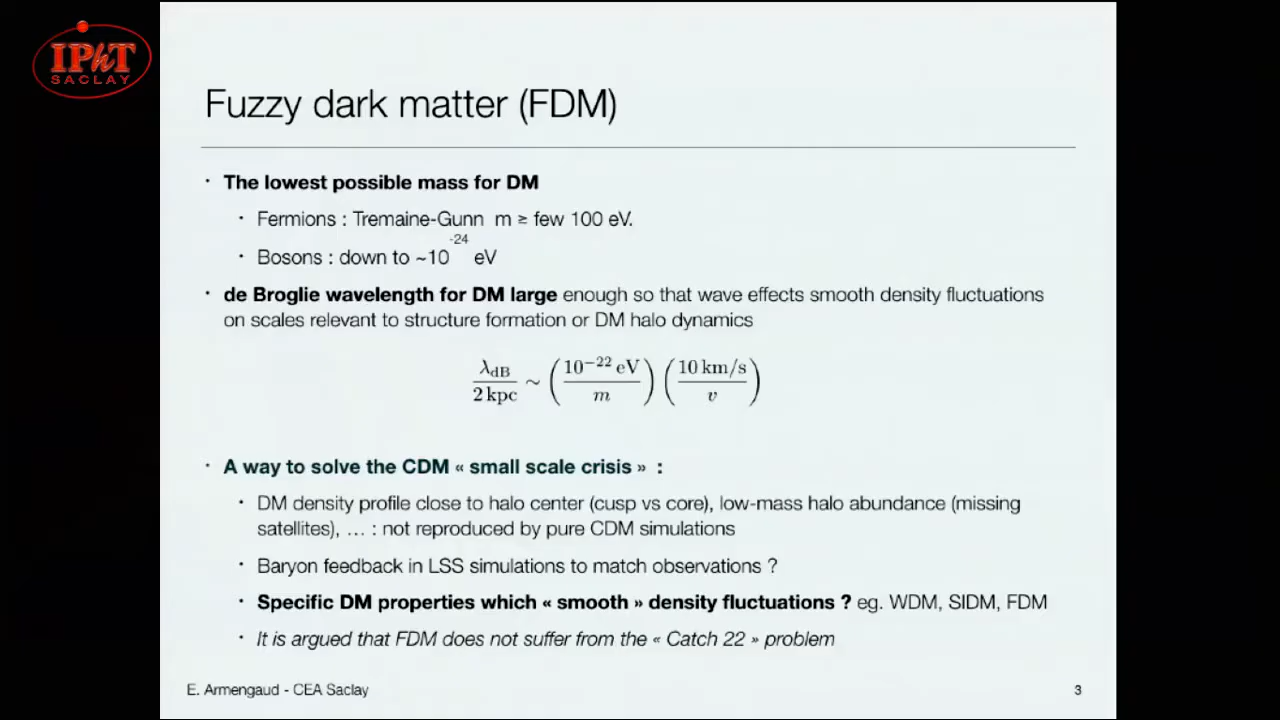 IPhT
SACLAY
Fuzzy dark matter (FDM)
· The lowest possible mass for DM
· Fermions : Tremaine-Gunn m ≥ few 100 eV.
· Bosons : down to ~10^-24 eV
· de Broglie wavelength for DM large enough so that wave effects smooth density fluctuations
on scales relevant to structure formation or DM halo dynamics
λ_dB / 2 kpc ~ (10^−22 eV / m) (10 km/s / v)
· A way to solve the CDM « small scale crisis » :
· DM density profile close to halo center (cusp vs core), low-mass halo abundance (missing
satellites), … : not reproduced by pure CDM simulations
· Baryon feedback in LSS simulations to match observations ?
· Specific DM properties which « smooth » density fluctuations ? eg. WDM, SIDM, FDM
· It is argued that FDM does not suffer from the « Catch 22 » problem
E. Armengaud - CEA Saclay
3